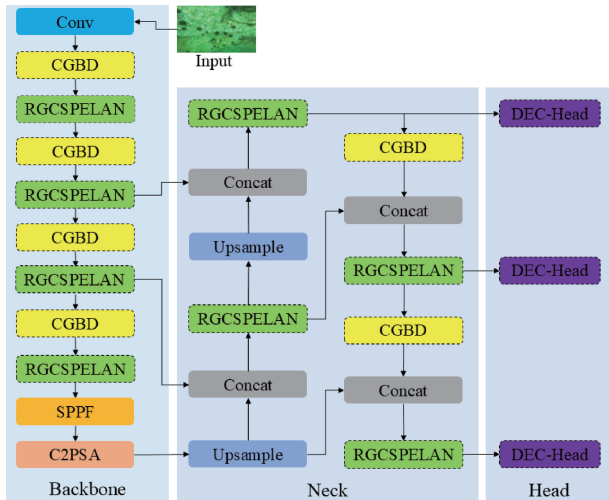 Conv
Input
CGBD
RGCSPELAN
CGBD
RGCSPELAN
CGBD
RGCSPELAN
CGBD
RGCSPELAN
SPPF
C2PSA
Backbone
RGCSPELAN
Concat
Upsample
RGCSPELAN
Concat
Upsample
CGBD
Concat
RGCSPELAN
CGBD
Concat
RGCSPELAN
Neck
DEC-Head
DEC-Head
DEC-Head
Head